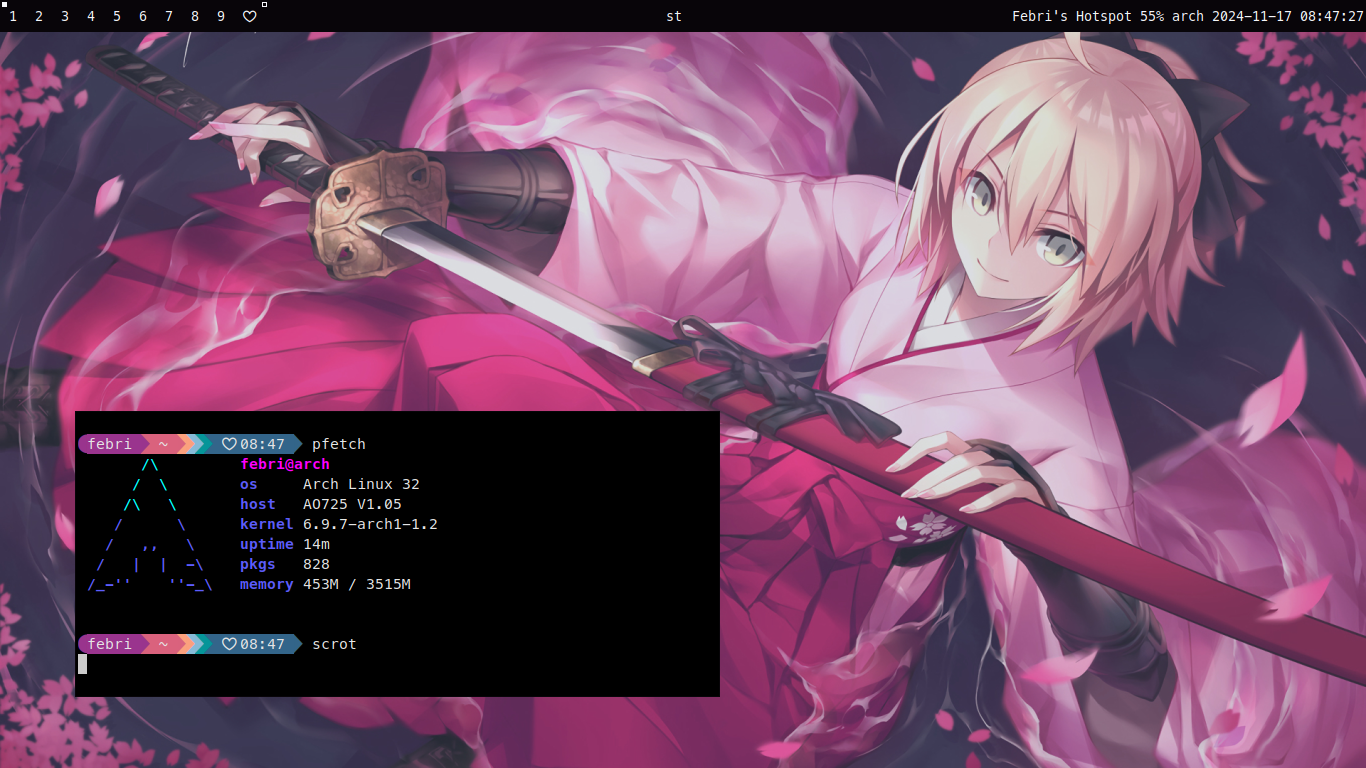 1 2 3 4 5 6 7 8 9 ♡ st Febri's Hotspot 55% arch 2024-11-17 08:47:27
febri ~ ♡08:47 pfetch
febri@arch
os Arch Linux 32
host AO725 V1.05
kernel 6.9.7-arch1-1.2
uptime 14m
pkgs 828
memory 453M / 3515M
febri ~ ♡08:47 scrot